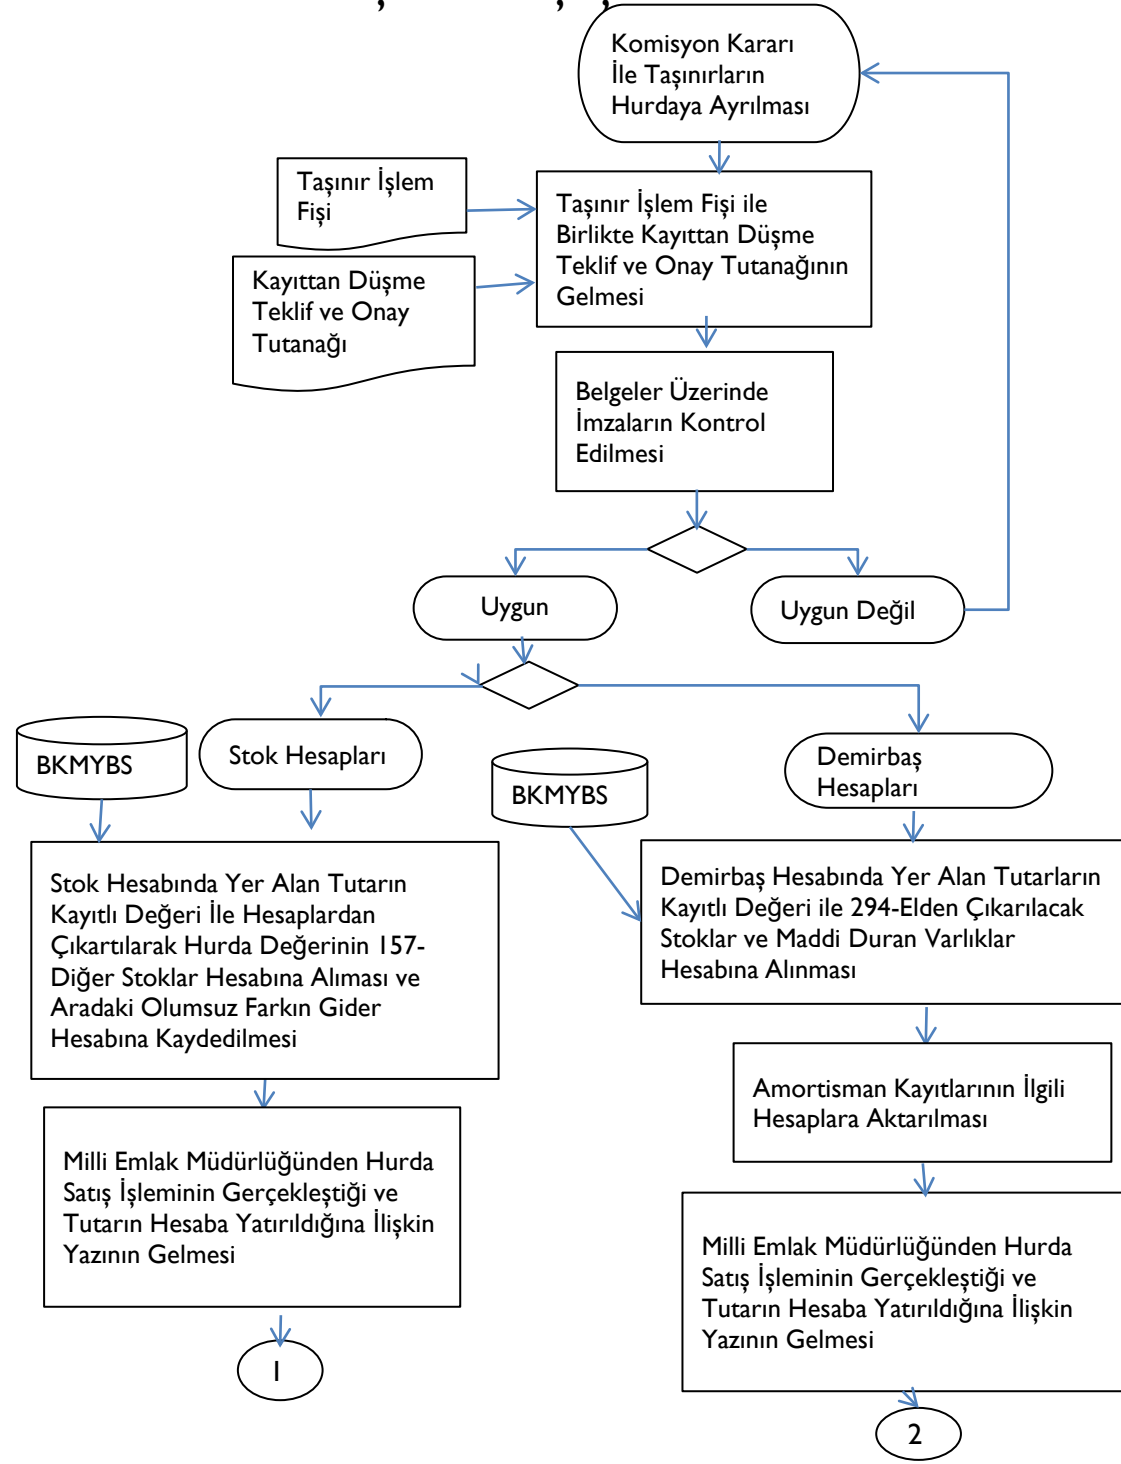 Komisyon Kararı
İle Taşınırların
Hurdaya Ayrılması
Taşınır İşlem
Fişi
Taşınır İşlem Fişi ile
Birlikte Kayıttan Düşme
Teklif ve Onay Tutanağının
Gelmesi
Kayıttan Düşme
Teklif ve Onay
Tutanağı
Belgeler Üzerinde
İmzaların Kontrol
Edilmesi
Uygun
Uygun Değil
BKMYBS
Stok Hesapları
BKMYBS
Demirbaş
Hesapları
Stok Hesabında Yer Alan Tutarın
Kayıtlı Değeri İle Hesaplardan
Çıkartılarak Hurda Değerinin 157-
Diğer Stoklar Hesabına Alıması ve
Aradaki Olumsuz Farkın Gider
Hesabına Kaydedilmesi
Demirbaş Hesabında Yer Alan Tutarların
Kayıtlı Değeri ile 294-Elden Çıkarılacak
Stoklar ve Maddi Duran Varlıklar
Hesabına Alınması
Amortisman Kayıtlarının İlgili
Hesaplara Aktarılması
Milli Emlak Müdürlüğünden Hurda
Satış İşleminin Gerçekleştiği ve
Tutarın Hesaba Yatırıldığına İlişkin
Yazının Gelmesi
Milli Emlak Müdürlüğünden Hurda
Satış İşleminin Gerçekleştiği ve
Tutarın Hesaba Yatırıldığına İlişkin
Yazının Gelmesi
1
2